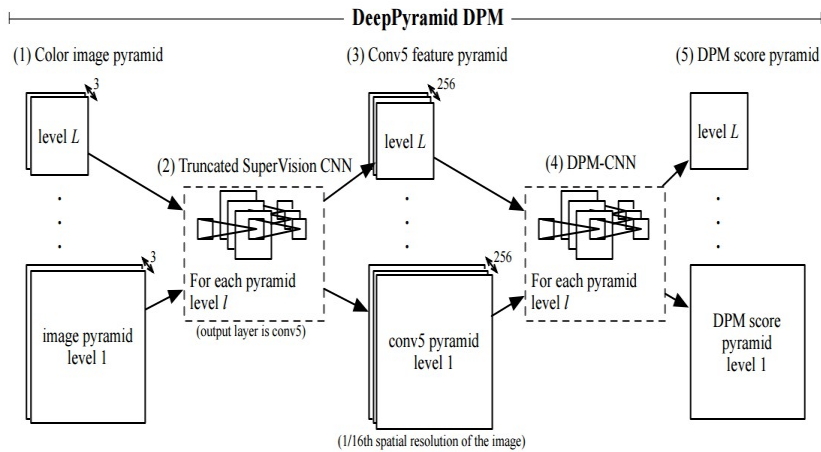 DeepPyramid DPM
(1) Color image pyramid
(3) Conv5 feature pyramid
(5) DPM score pyramid
3
256
level L
level L
level L
(2) Truncated SuperVision CNN
(4) DPM-CNN
For each pyramid
level l
(output layer is conv5)
For each pyramid
level l
3
256
image pyramid
level 1
conv5 pyramid
level 1
DPM score
pyramid
level 1
(1/16th spatial resolution of the image)